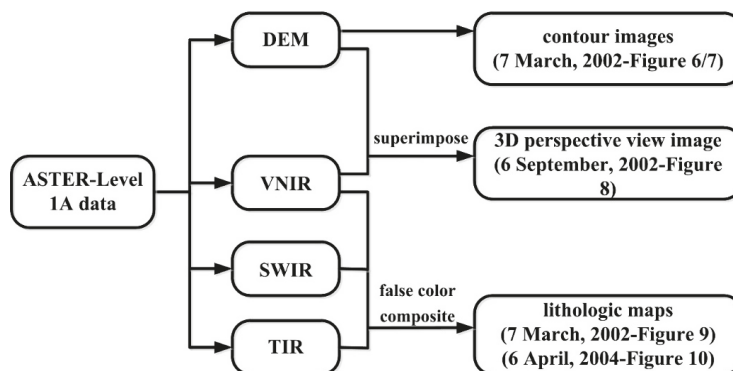 DEM
contour images
(7 March, 2002-Figure 6/7)
superimpose
3D perspective view image
(6 September, 2002-Figure
8)
ASTER-Level
1A data
VNIR
SWIR
false color
composite
lithologic maps
(7 March, 2002-Figure 9)
(6 April, 2004-Figure 10)
TIR